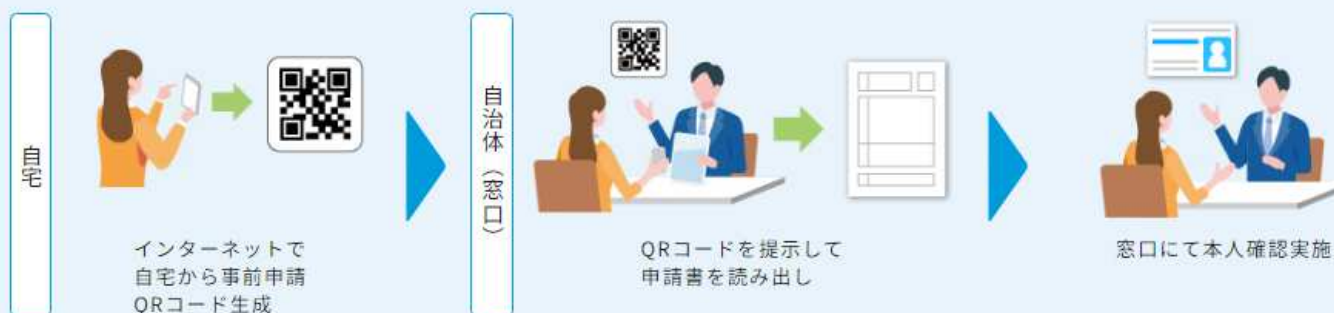 自宅
インターネットで
自宅から事前申請
QRコード生成
自治体（窓口）
QRコードを提示して
申請書を読み出し
窓口にて本人確認実施